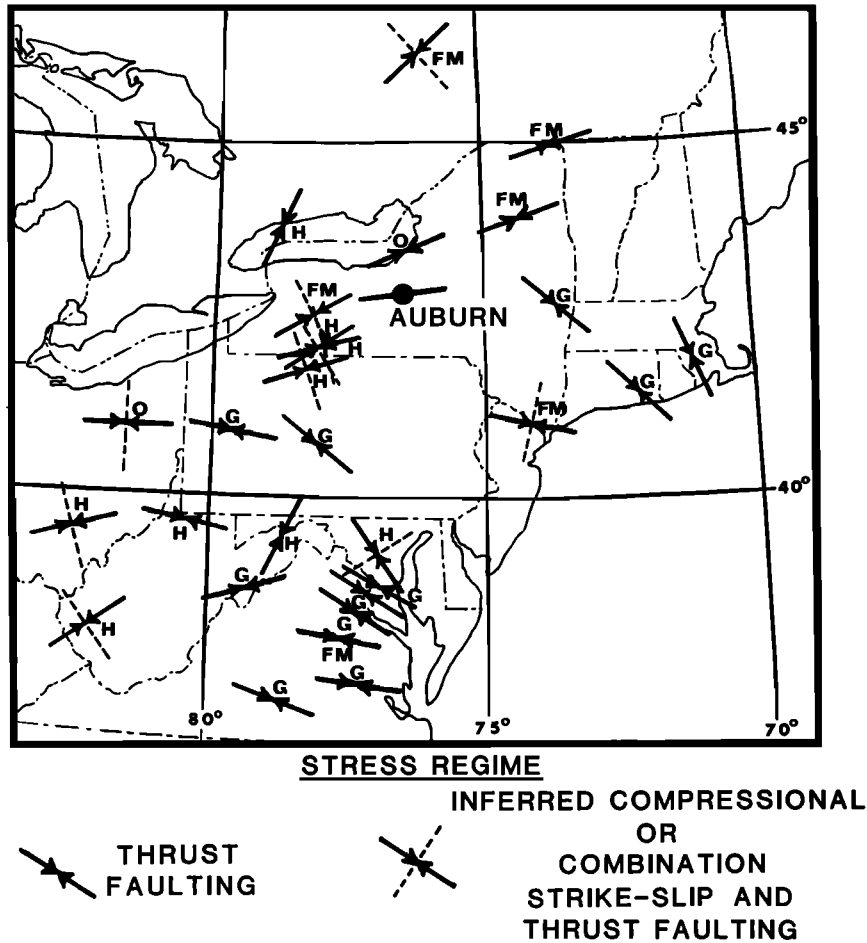 FM
FM
45°
FM
H
O
FM
G
AUBURN
H
H
H
G
G
O
G
G
FM
40°
H
H
H
H
G
G
H
G
G
FM
G
G
80°
75°
70°
STRESS REGIME
THRUST
FAULTING
INFERRED COMPRESSIONAL
OR
COMBINATION
STRIKE-SLIP AND
THRUST FAULTING